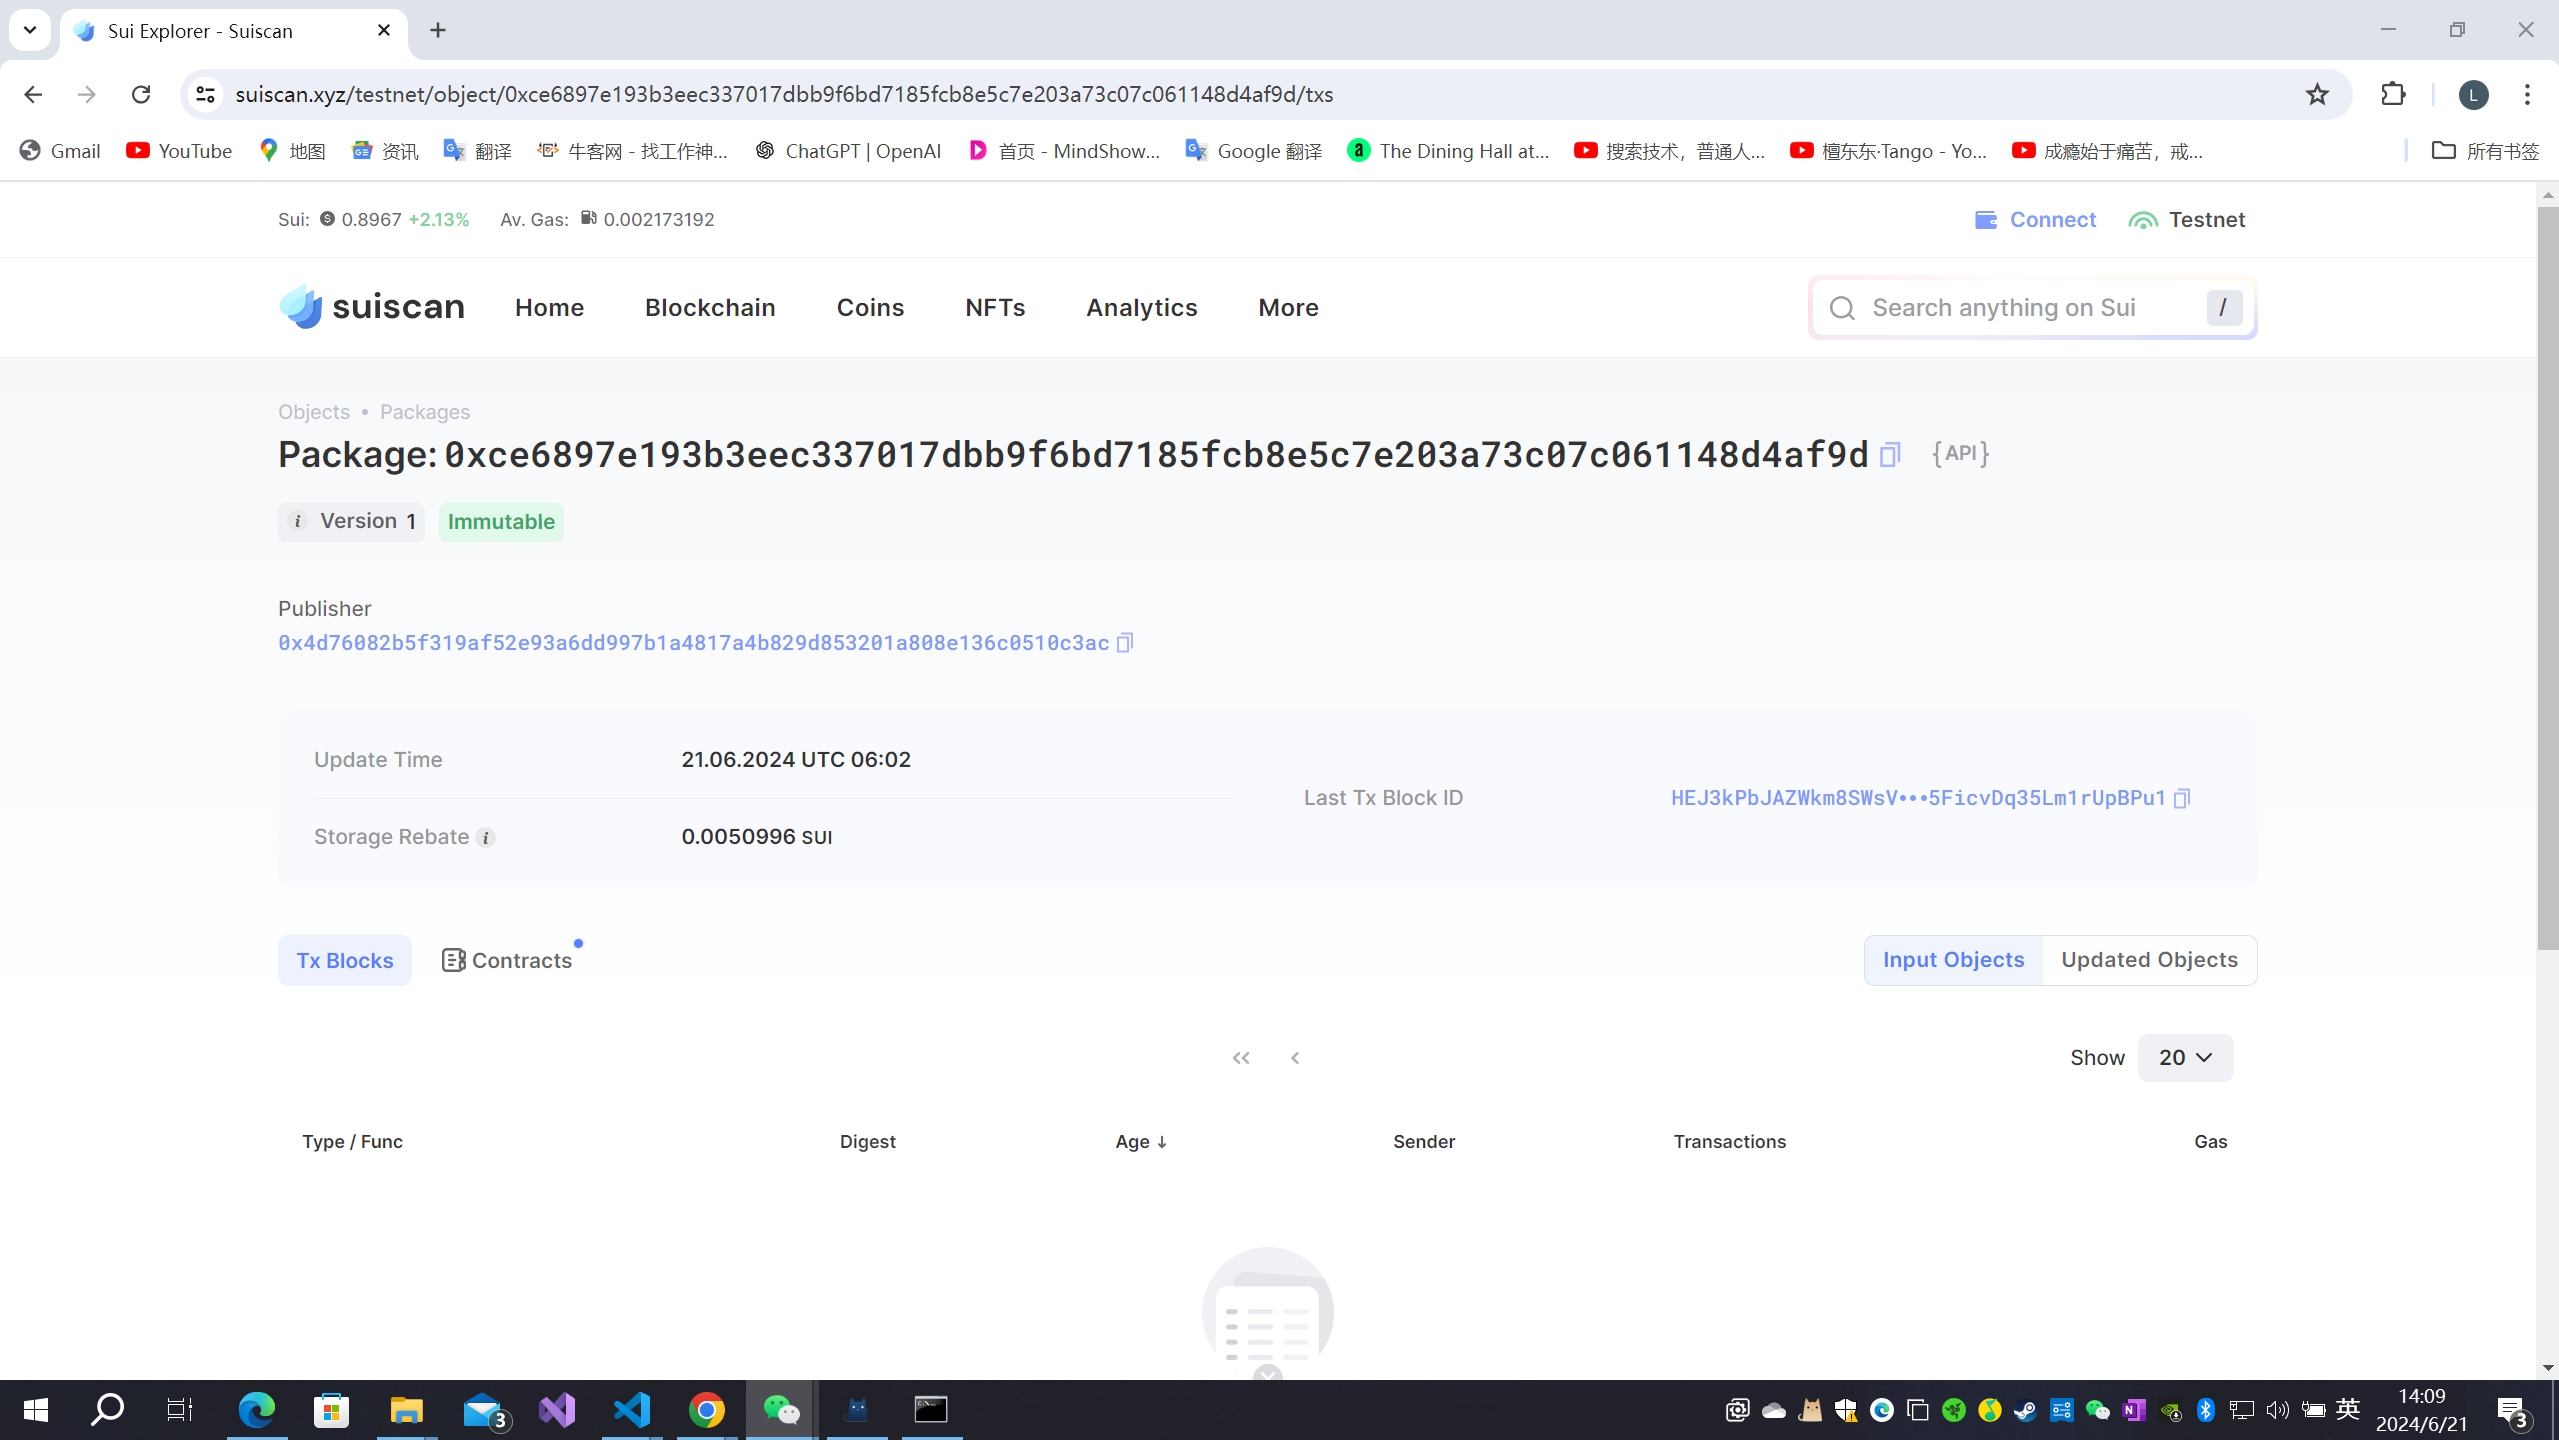 Sui Explorer - Suiscan
suiscan.xyz/testnet/object/0xce6897e193b3eec337017dbb9f6bd7185fcb8e5c7e203a73c07c061148d4af9d/txs
L
Gmail YouTube 地图 资讯 翻译 牛客网 - 找工作神... ChatGPT | OpenAI 首页 - MindShow... Google 翻译 The Dining Hall at... 搜索技术，普通人... 檀东东·Tango - Yo... 成瘾始于痛苦，戒... 所有书签
Sui: 0.8967 +2.13% Av. Gas: 0.002173192 Connect Testnet
suiscan Home Blockchain Coins NFTs Analytics More Search anything on Sui /
Objects • Packages
Package: 0xce6897e193b3eec337017dbb9f6bd7185fcb8e5c7e203a73c07c061148d4af9d {API}
i Version 1 Immutable
Publisher
0x4d76082b5f319af52e93a6dd997b1a4817a4b829d853201a808e136c0510c3ac
Update Time 21.06.2024 UTC 06:02
Last Tx Block ID HEJ3kPbJAZWkm8SWsV•••5FicvDq35Lm1rUpBPu1
Storage Rebate i 0.0050996 SUI
Tx Blocks Contracts Input Objects Updated Objects
Show 20
Type / Func Digest Age ↓ Sender Transactions Gas
3 英 14:09 3
2024/6/21